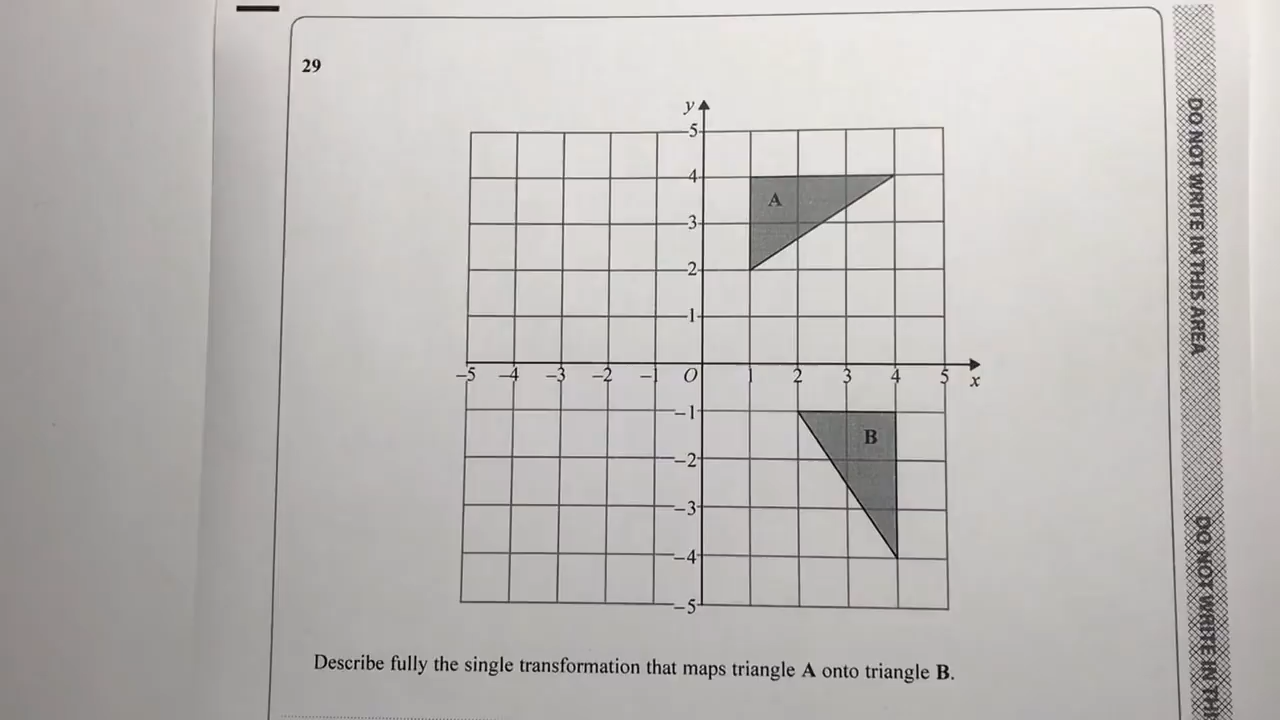 29
y
5
4
A
3
2
1
−5 −4 −3 −2 −1 O 1 2 3 4 5 x
−1
B
−2
−3
−4
−5
Describe fully the single transformation that maps triangle A onto triangle B.
DO NOT WRITE IN THIS AREA
DO NOT WRITE IN TH